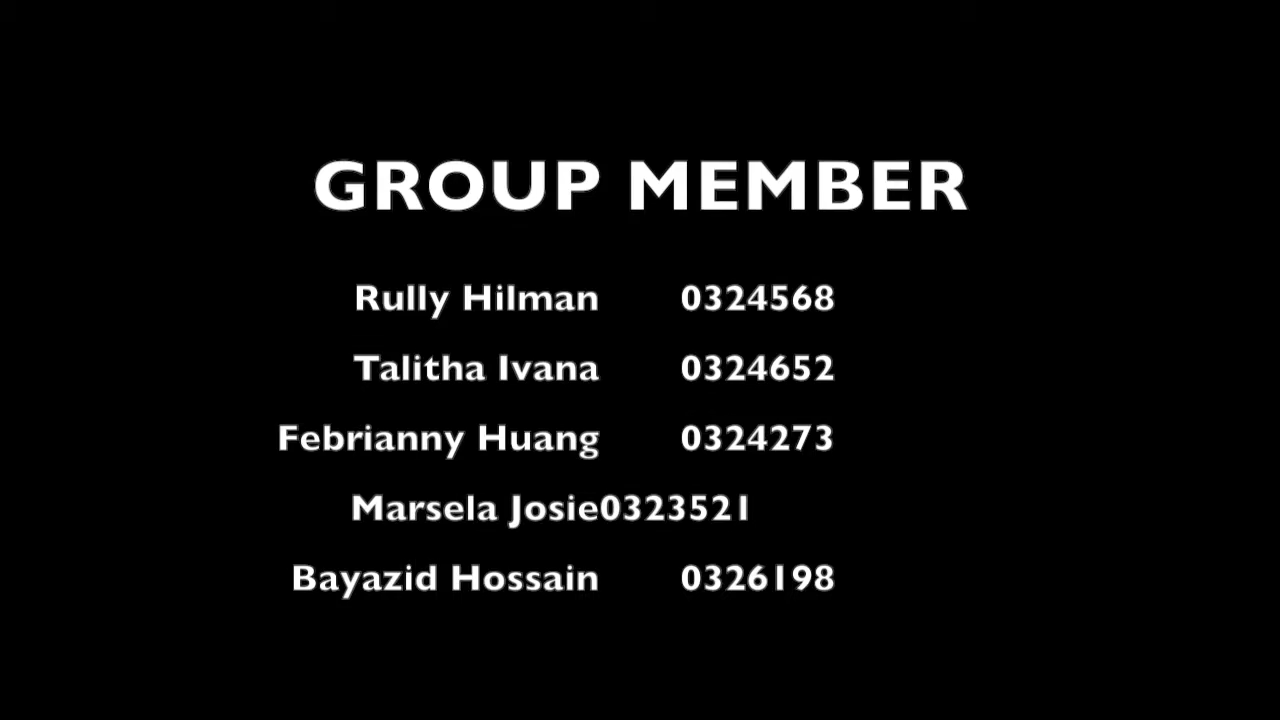 GROUP MEMBER
Rully Hilman 0324568
Talitha Ivana 0324652
Febrianny Huang 0324273
Marsela Josie0323521
Bayazid Hossain 0326198